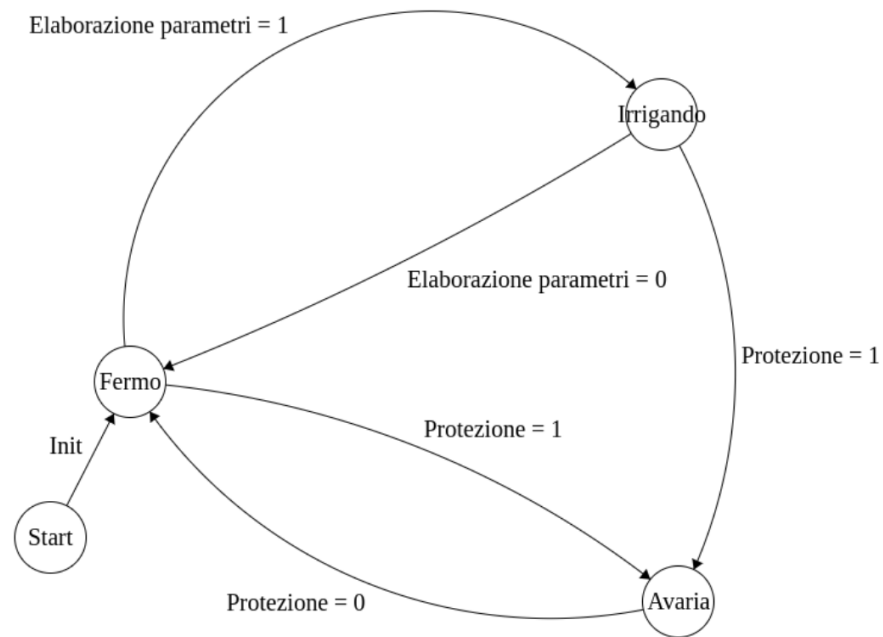 Elaborazione parametri = 1
Irrigando
Elaborazione parametri = 0
Protezione = 1
Fermo
Protezione = 1
Init
Start
Protezione = 0
Avaria